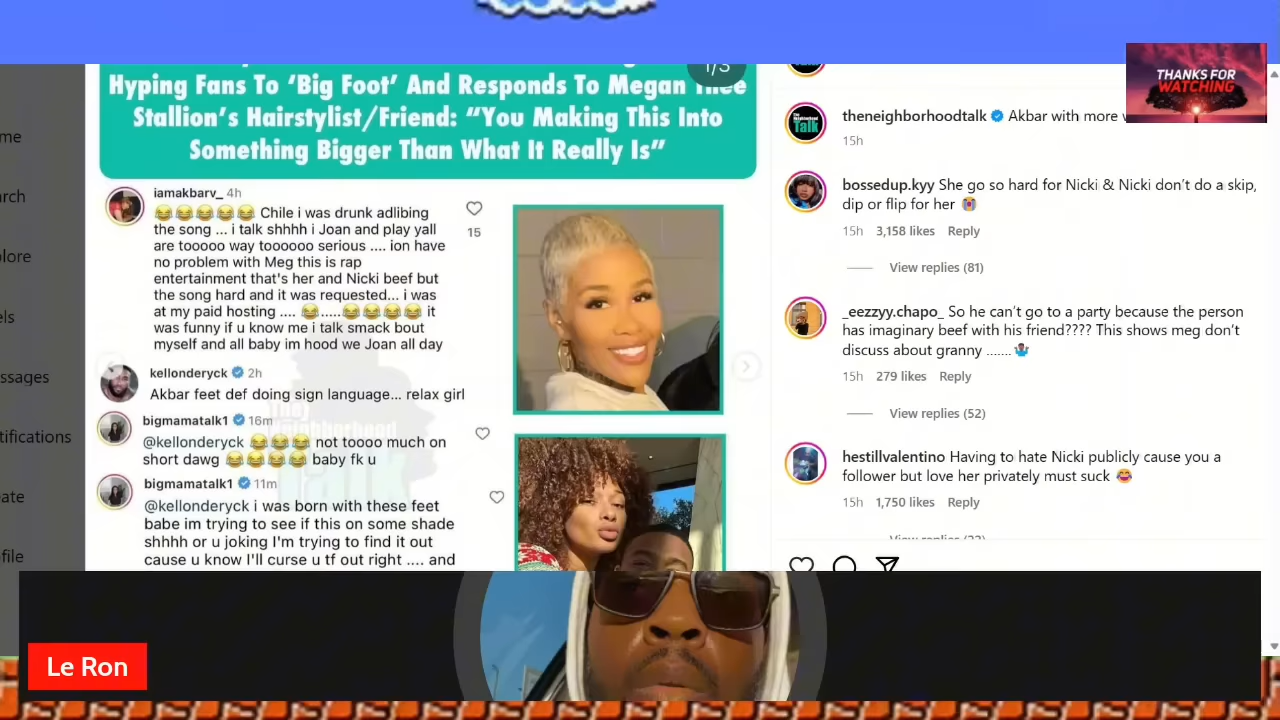 Hyping Fans To ‘Big Foot’ And Responds To Megan Thee
Stallion’s Hairstylist/Friend: “You Making This Into
Something Bigger Than What It Really Is”
1/3
iamakbarv_ 4h
😂😂😂😂😂 Chile i was drunk adlibing
the song ... i talk shhhh i Joan and play yall
are tooooo way toooooo serious .... ion have
no problem with Meg this is rap
entertainment that's her and Nicki beef but
the song hard and it was requested... i was
at my paid hosting .... 😂.....😂😂😂😂 it
was funny if u know me i talk smack bout
myself and all baby im hood we Joan all day
15
kellonderyck 2h
Akbar feet def doing sign language... relax girl
bigmamatalk1 16m
@kellonderyck 😂😂😂 not toooo much on
short dawg 😂😂😂😂 baby fk u
bigmamatalk1 11m
@kellonderyck i was born with these feet
babe im trying to see if this on some shade
shhhh or u joking I'm trying to find it out
cause u know I'll curse u tf out right .... and
me
arch
lore
els
ssages
tifications
eate
file
THANKS FOR
WATCHING
Talk
theneighborhoodtalk Akbar with more
15h
bossedup.kyy She go so hard for Nicki & Nicki don’t do a skip,
dip or flip for her 😭
15h 3,158 likes Reply
View replies (81)
_eezzyy.chapo_ So he can’t go to a party because the person
has imaginary beef with his friend???? This shows meg don’t
discuss about granny ....... 🤷🏾‍♂️
15h 279 likes Reply
View replies (52)
hestillvalentino Having to hate Nicki publicly cause you a
follower but love her privately must suck 😂
15h 1,750 likes Reply
Le Ron